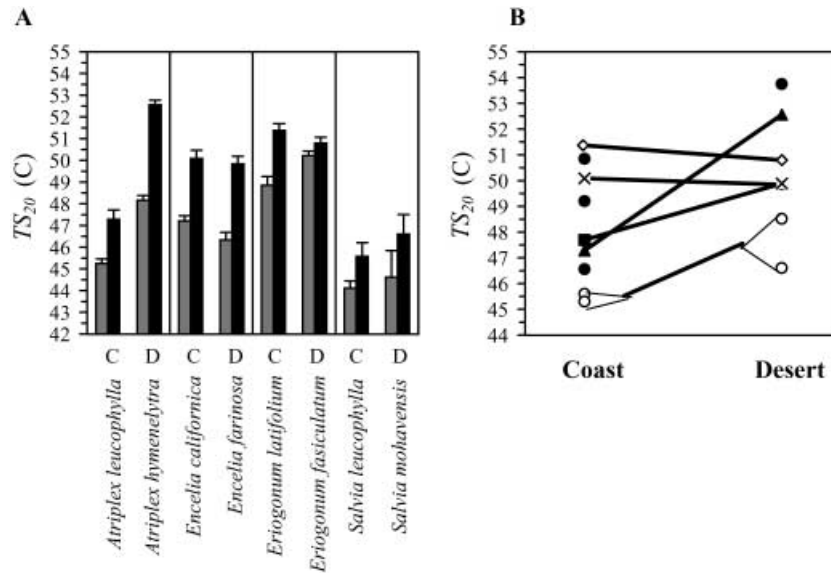 A
B
TS20 (C)
55
54
53
52
51
50
49
48
47
46
45
44
43
42
C D C D C D C D
Atriplex leucophylla
Atriplex hymenelytra
Encelia californica
Encelia farinosa
Eriogonum latifolium
Eriogonum fasiculatum
Salvia leucophylla
Salvia mohavensis
TS20 (C)
55
54
53
52
51
50
49
48
47
46
45
44
Coast Desert